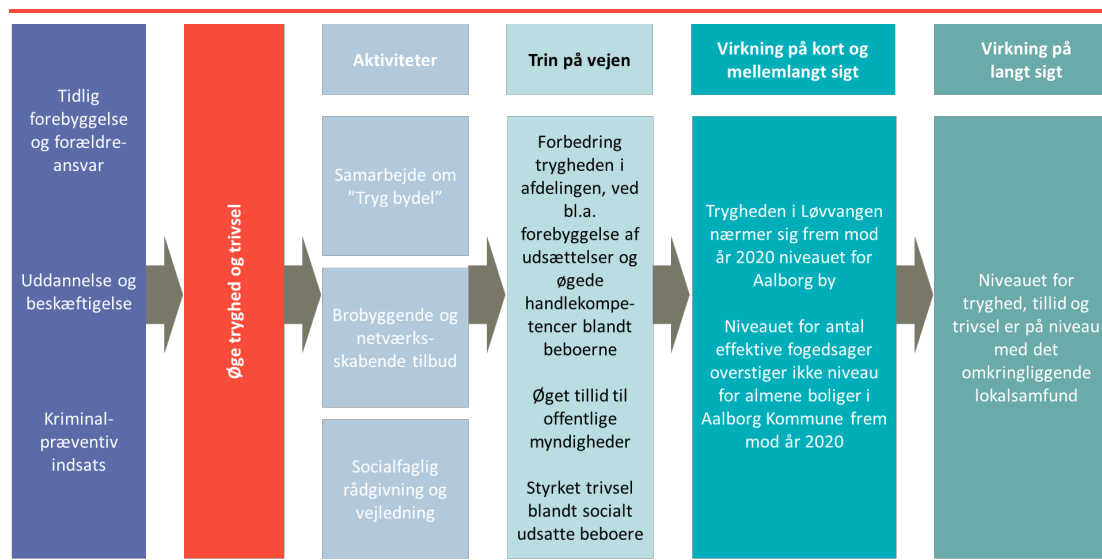 Tidlig
forebyggelse
og forældre-
ansvar
Uddannelse og
beskæftigelse
Kriminal-
præventiv
indsats
Øge tryghed og trivsel
Aktiviteter
Samarbejde om
”Tryg bydel”
Brobyggende og
netværks-
skabende tilbud
Socialfaglig
rådgivning og
vejledning
Trin på vejen
Forbedring
trygheden i
afdelingen, ved
bl.a.
forebyggelse af
udsættelser og
øgede
handlekompe-
tencer blandt
beboerne
Øget tillid til
offentlige
myndigheder
Styrket trivsel
blandt socialt
udsatte beboere
Virkning på kort og
mellemlangt sigt
Trygheden i Løvvangen
nærmer sig frem mod
år 2020 niveauet for
Aalborg by
Niveauet for antal
effektive fogedsager
overstiger ikke niveau
for almene boliger i
Aalborg Kommune frem
mod år 2020
Virkning på
langt sigt
Niveauet for
tryghed, tillid og
trivsel er på niveau
med det
omkringliggende
lokalsamfund